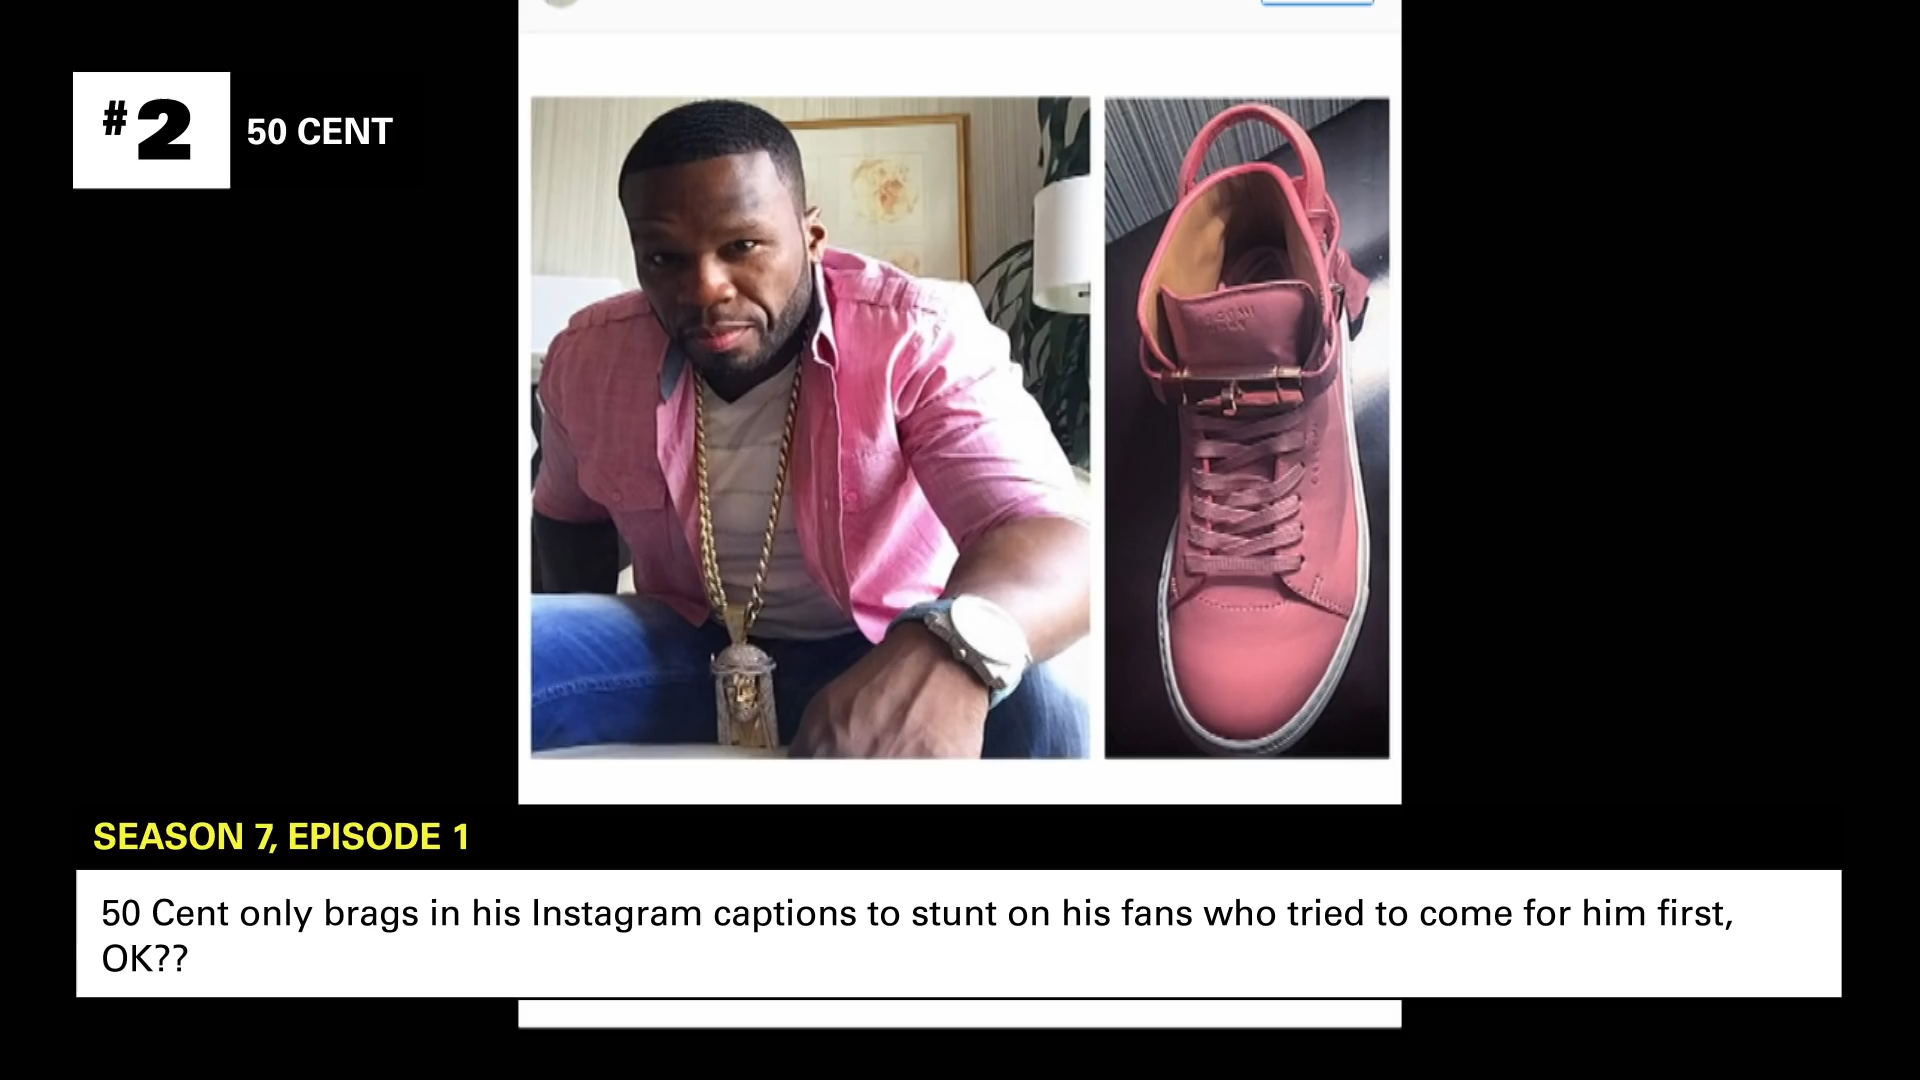 #2
50 CENT
SEASON 7, EPISODE 1
50 Cent only brags in his Instagram captions to stunt on his fans who tried to come for him first,
OK??